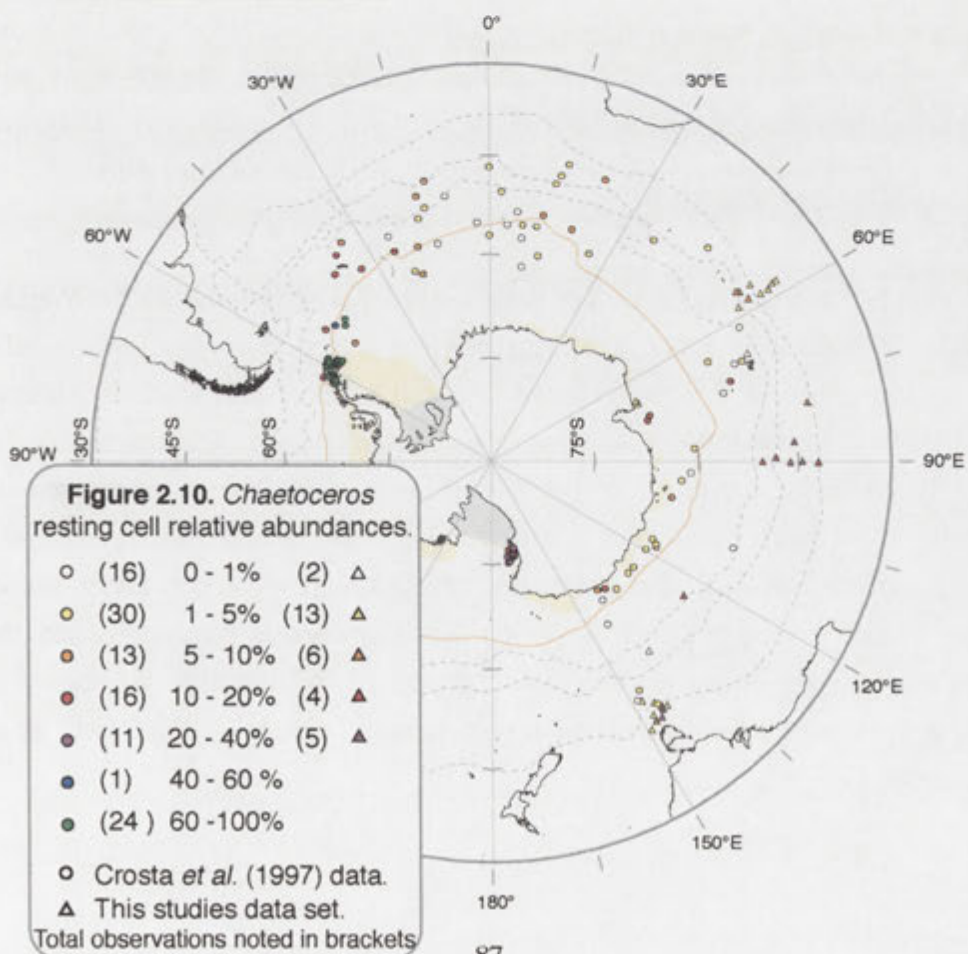 0°
30°W
30°E
60°W
60°E
90°W
30°S
45°S
60°S
75°S
90°E
120°E
150°E
180°
Figure 2.10. Chaetoceros
resting cell relative abundances.
(16) 0 - 1% (2)
(30) 1 - 5% (13)
(13) 5 - 10% (6)
(16) 10 - 20% (4)
(11) 20 - 40% (5)
(1) 40 - 60 %
(24 ) 60 -100%
Crosta et al. (1997) data.
This studies data set.
Total observations noted in brackets